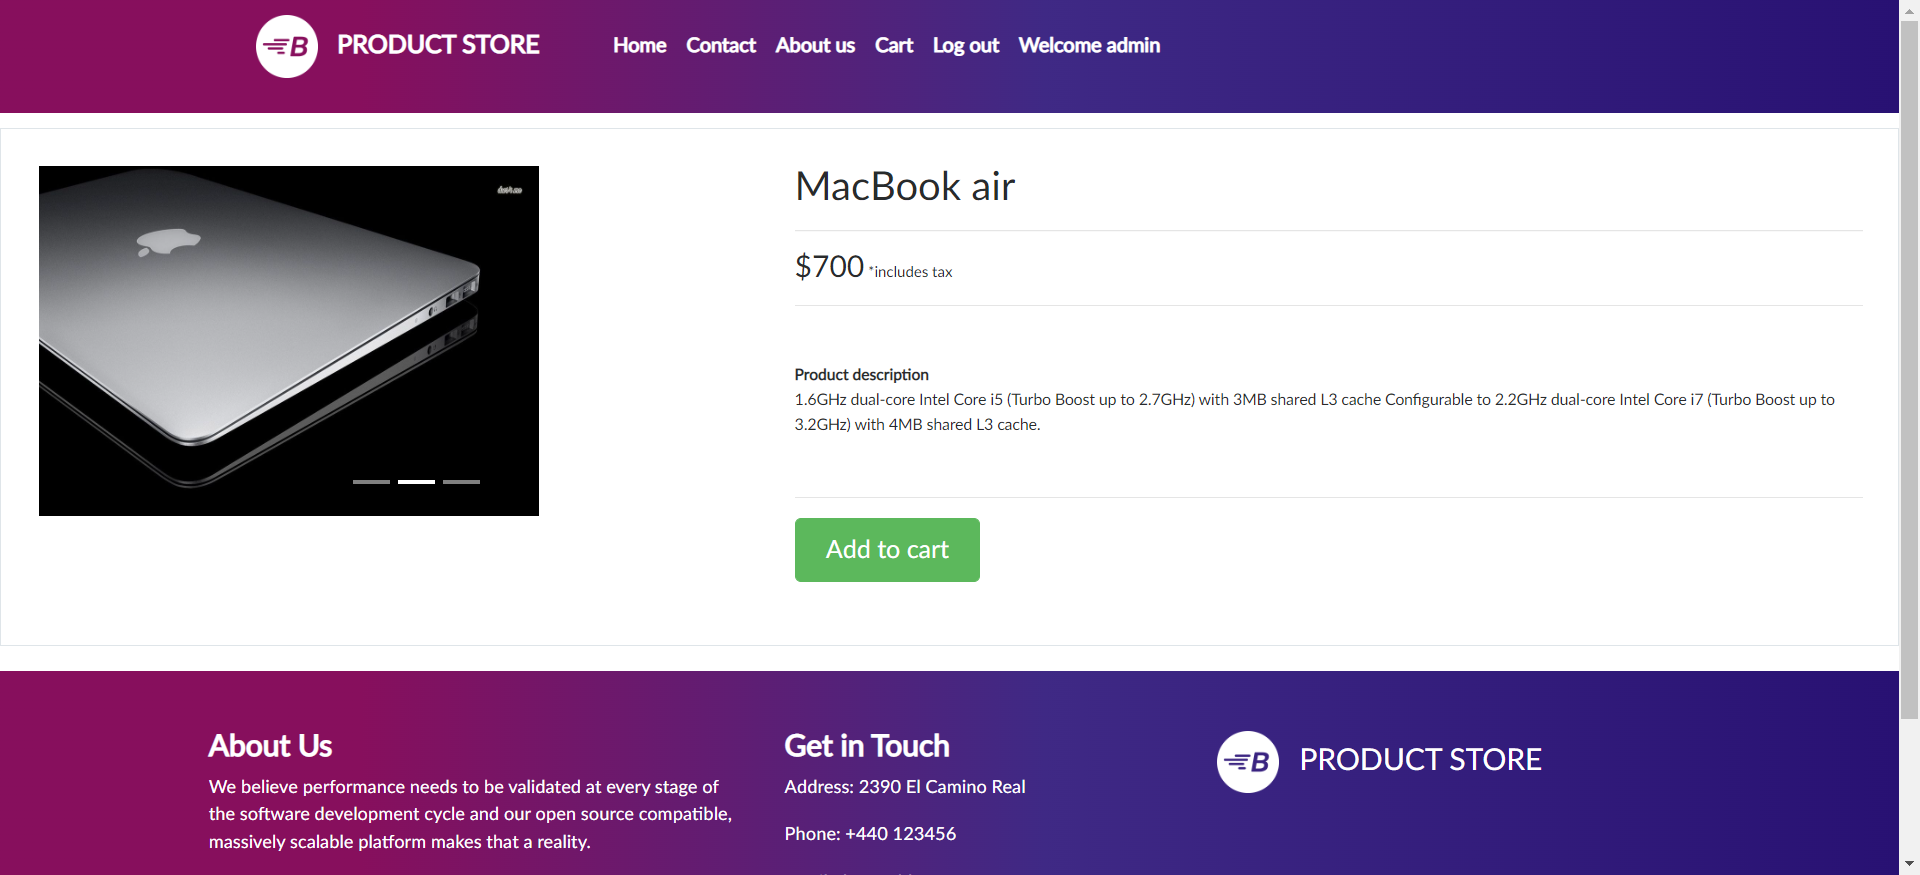 B PRODUCT STORE Home Contact About us Cart Log out Welcome admin
MacBook air
$700 *includes tax
Product description
1.6GHz dual-core Intel Core i5 (Turbo Boost up to 2.7GHz) with 3MB shared L3 cache Configurable to 2.2GHz dual-core Intel Core i7 (Turbo Boost up to
3.2GHz) with 4MB shared L3 cache.
Add to cart
About Us
We believe performance needs to be validated at every stage of
the software development cycle and our open source compatible,
massively scalable platform makes that a reality.
Get in Touch
Address: 2390 El Camino Real
Phone: +440 123456
B PRODUCT STORE